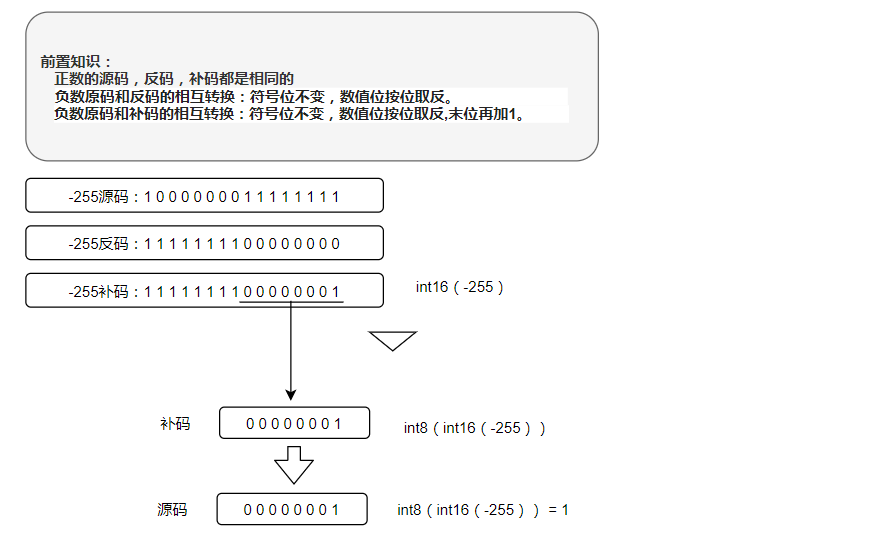 前置知识：
正数的源码，反码，补码都是相同的
负数原码和反码的相互转换：符号位不变，数值位按位取反。
负数原码和补码的相互转换：符号位不变，数值位按位取反,末位再加1。
-255源码：1 0 0 0 0 0 0 0 1 1 1 1 1 1 1 1
-255反码：1 1 1 1 1 1 1 1 0 0 0 0 0 0 0 0
-255补码：1 1 1 1 1 1 1 1 0 0 0 0 0 0 0 1
int16（-255）
补码
0 0 0 0 0 0 0 1
int8（int16（-255））
源码
0 0 0 0 0 0 0 1
int8（int16（-255）） = 1